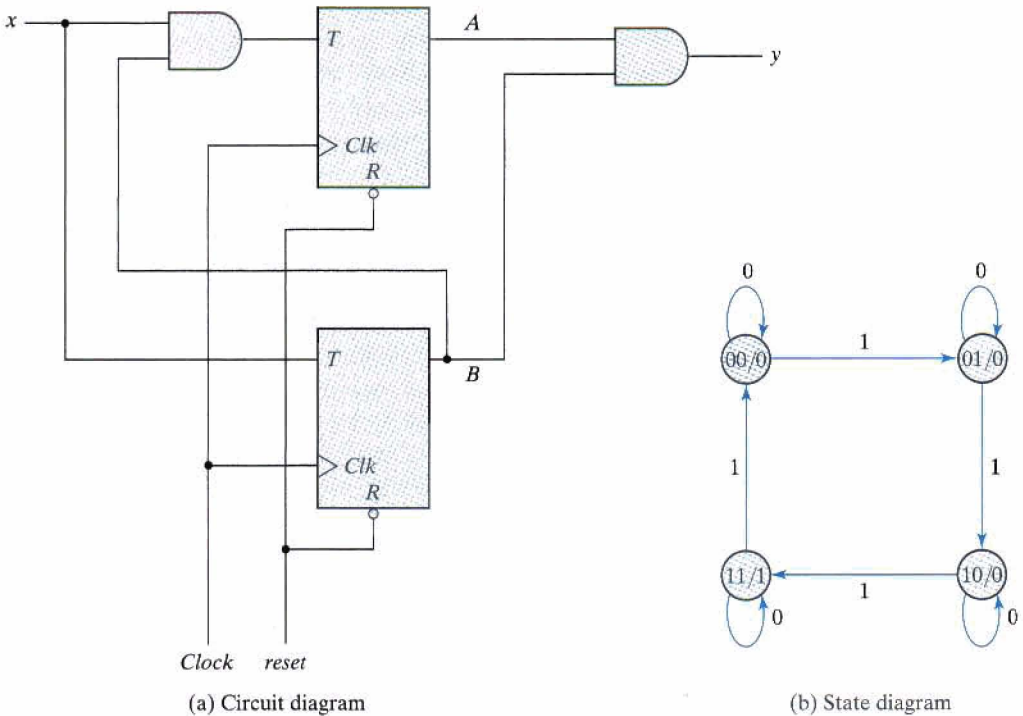 x
T
A
y
Clk
R
T
B
Clk
R
Clock reset
(a) Circuit diagram
0 0
00/0 1 01/0
1 1
11/1 1 10/0
0 0
(b) State diagram